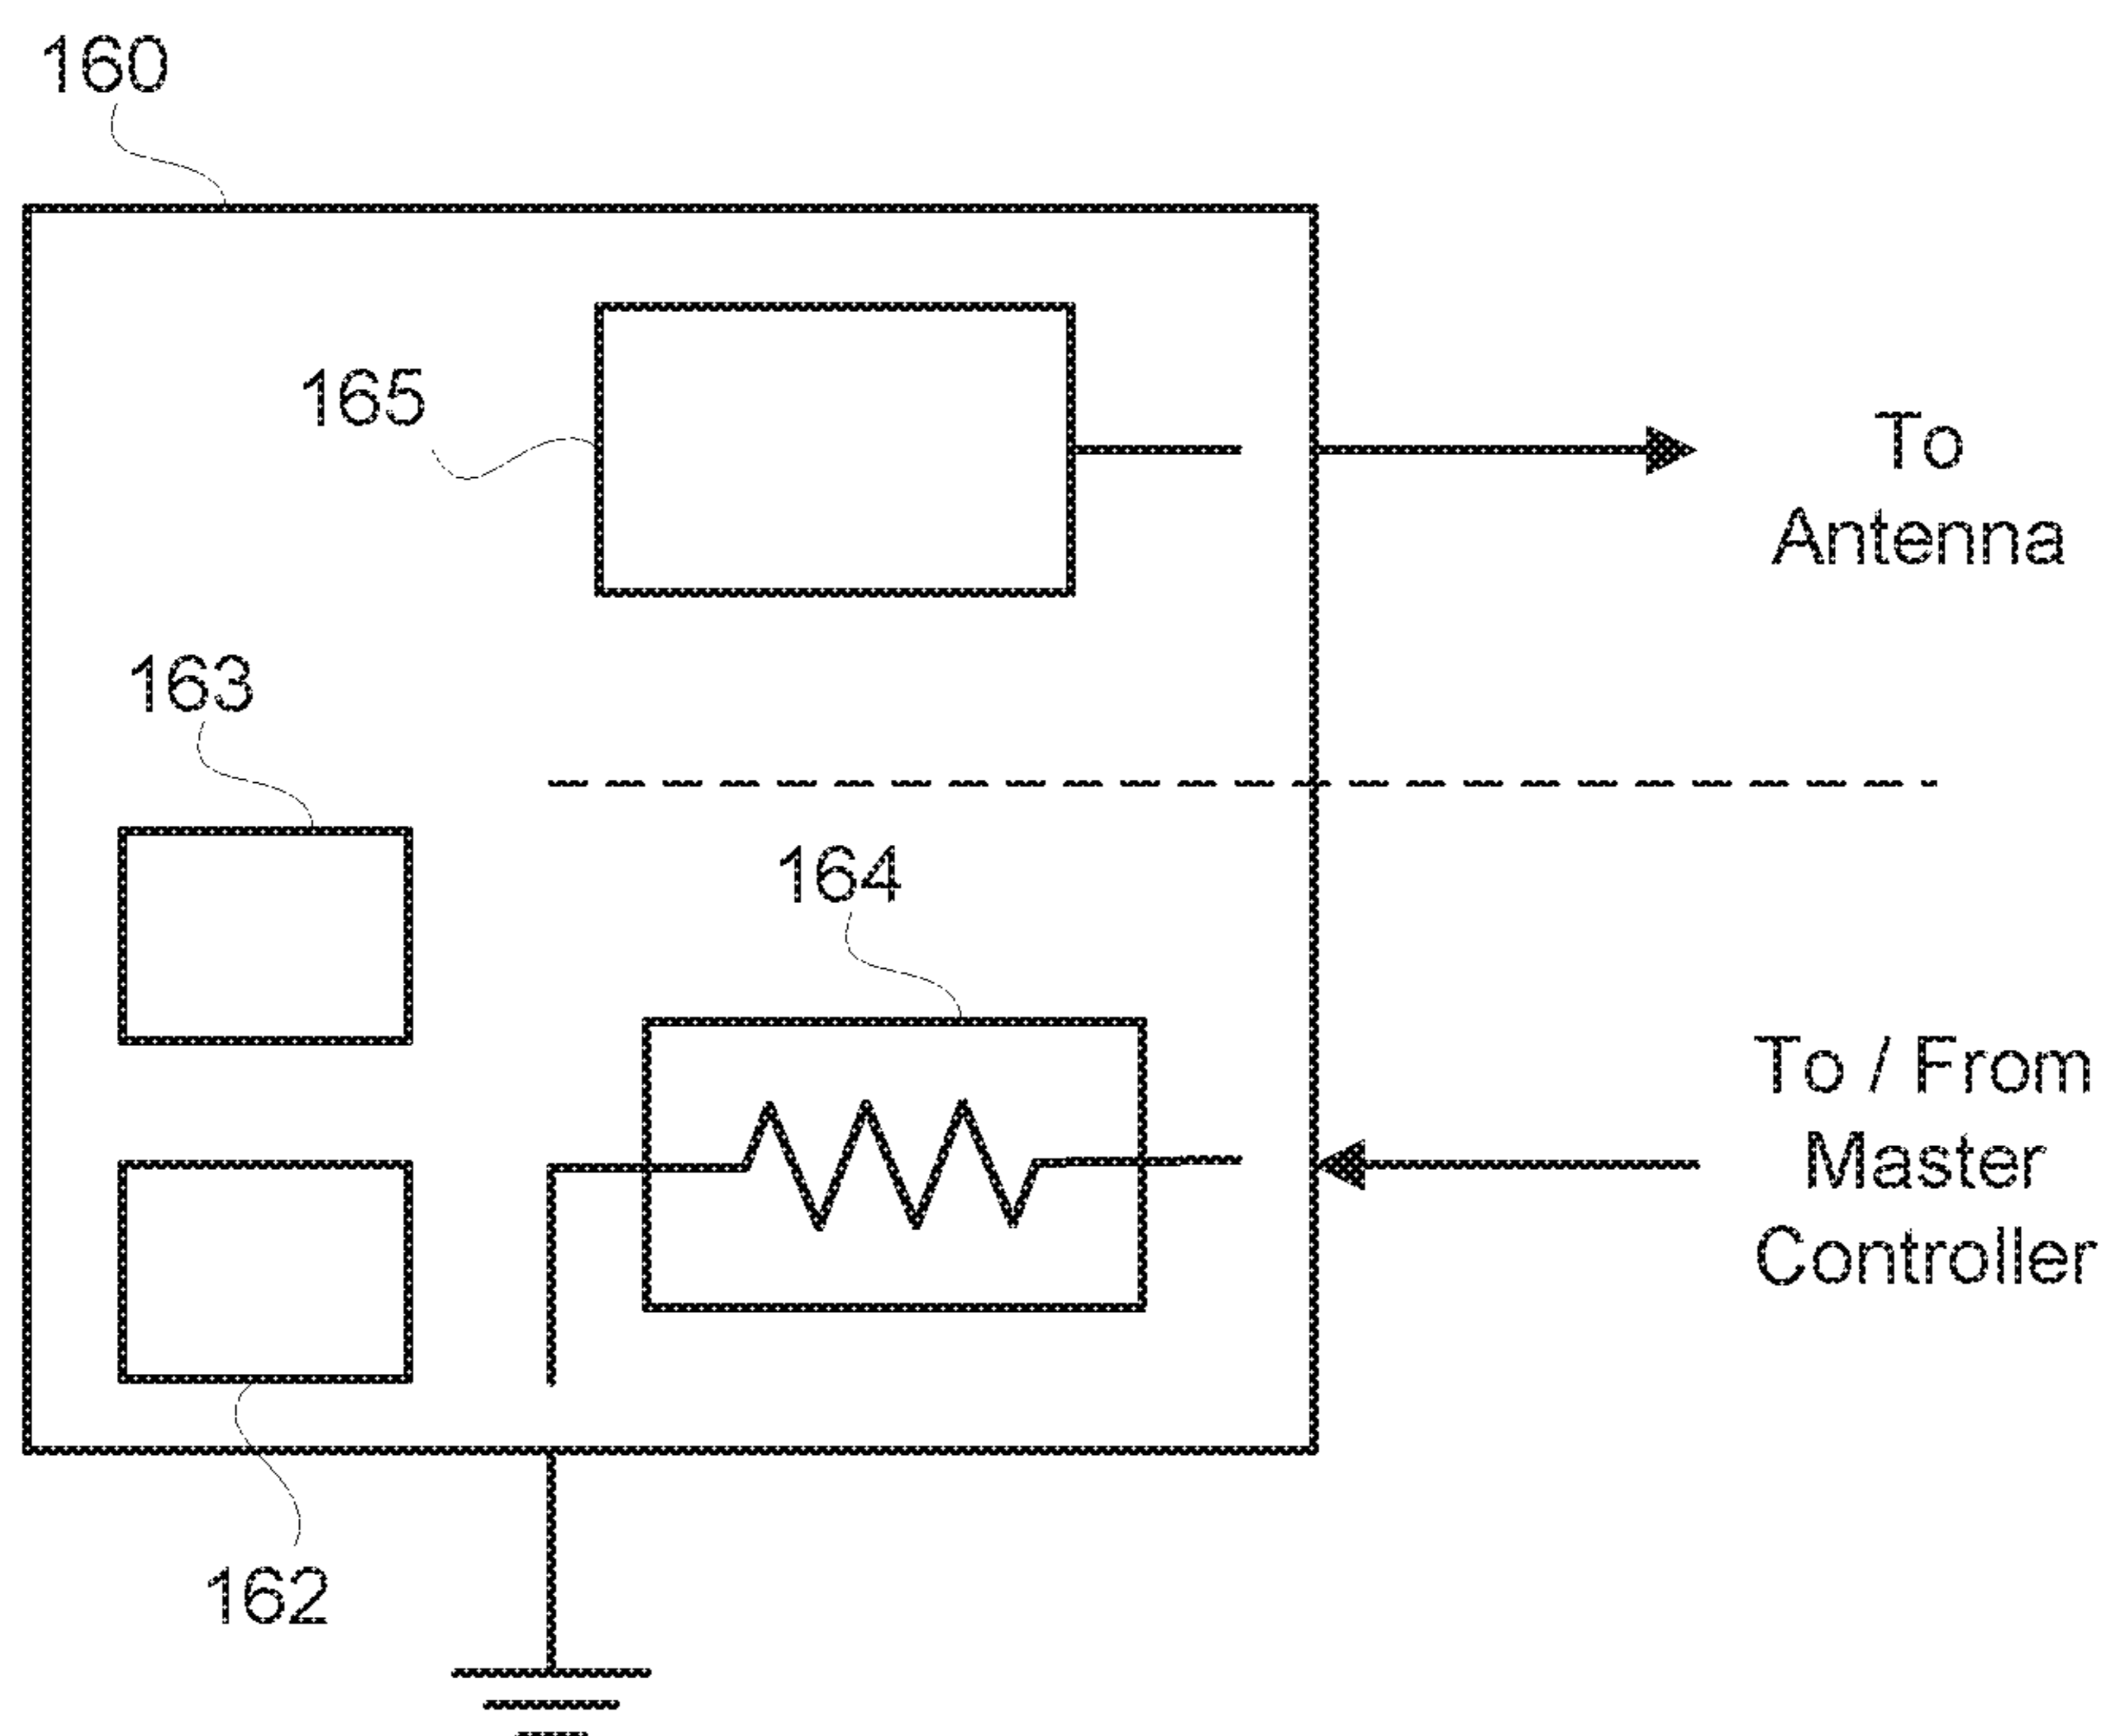 160
165
To
Antenna
163
164
To / From
Master
Controller
162